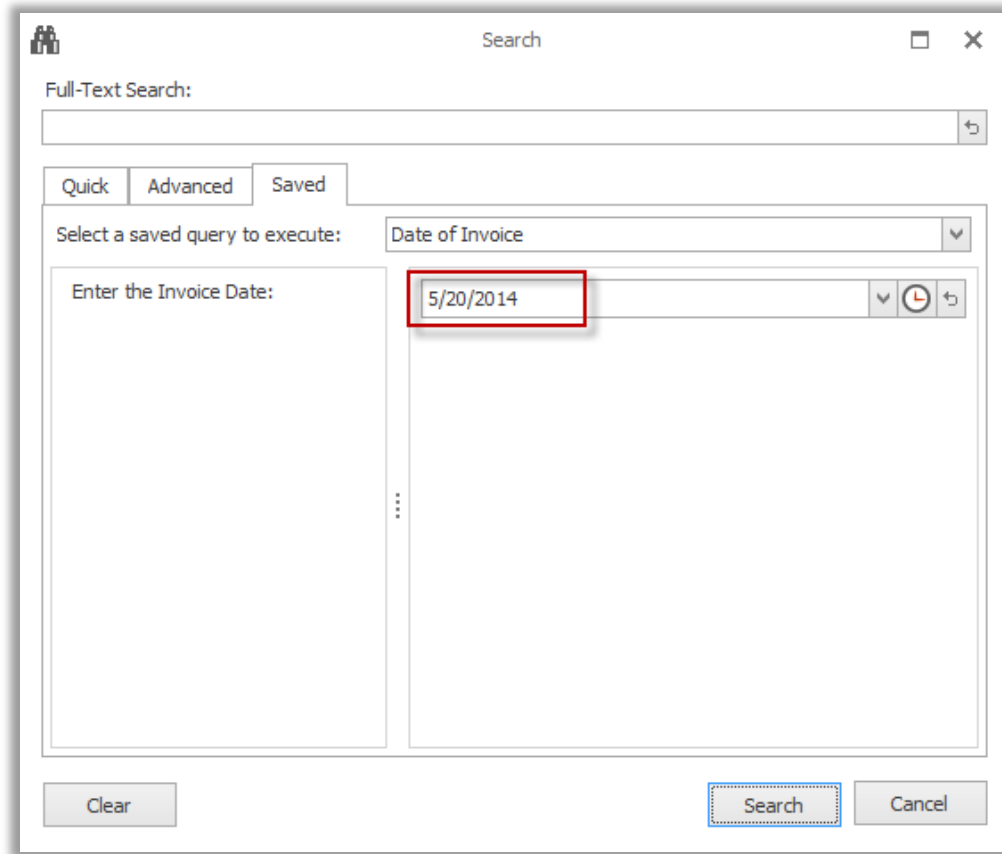 Search
Full-Text Search:
Quick Advanced Saved
Select a saved query to execute: Date of Invoice
Enter the Invoice Date: 5/20/2014
Clear Search Cancel